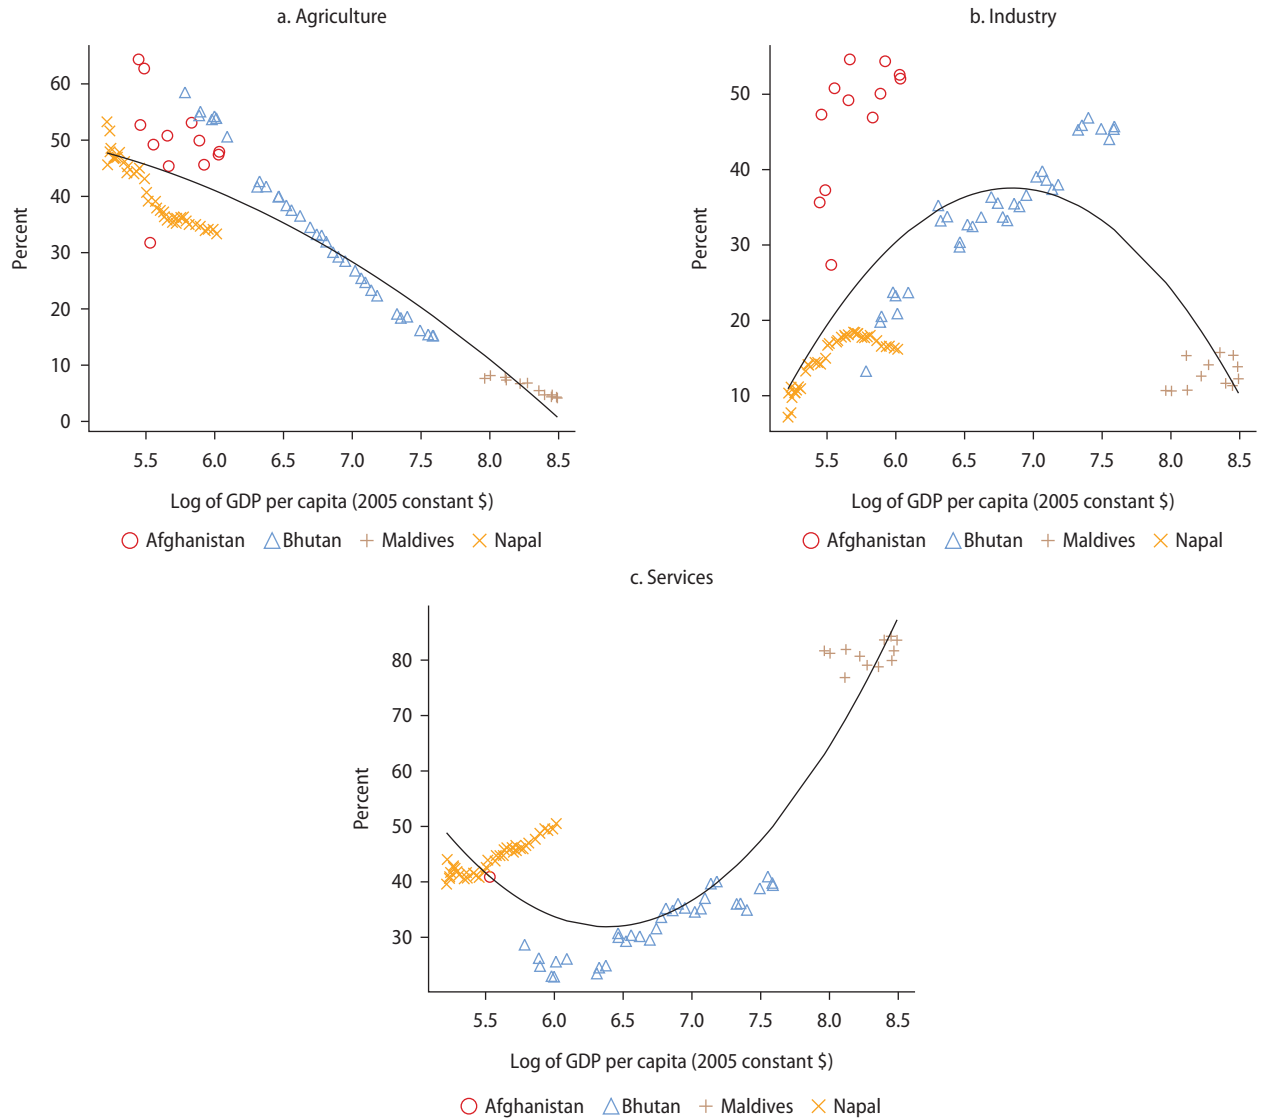 a. Agriculture
Percent
60
50
40
30
20
10
0
5.5 6.0 6.5 7.0 7.5 8.0 8.5
Log of GDP per capita (2005 constant $)
Afghanistan Bhutan Maldives Napal
b. Industry
Percent
50
40
30
20
10
5.5 6.0 6.5 7.0 7.5 8.0 8.5
Log of GDP per capita (2005 constant $)
Afghanistan Bhutan Maldives Napal
c. Services
Percent
80
70
60
50
40
30
5.5 6.0 6.5 7.0 7.5 8.0 8.5
Log of GDP per capita (2005 constant $)
Afghanistan Bhutan Maldives Napal